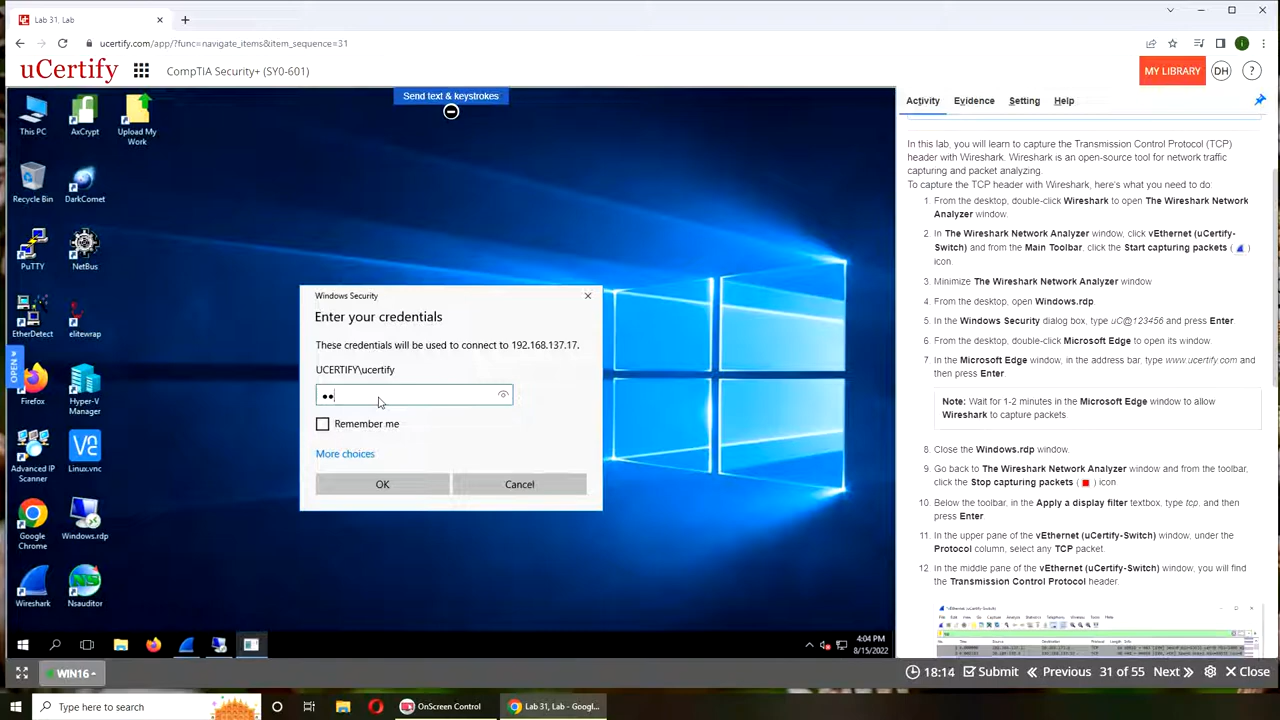 Lab 31, Lab
ucertify.com/app/?func=navigate_items&item_sequence=31
uCertify
CompTIA Security+ (SY0-601)
MY LIBRARY
DH
?
Send text & keystrokes
This PC
AxCrypt
Upload My
Work
Recycle Bin
DarkComet
PuTTY
NetBus
EtherDetect
elitewrap
OPEN
Firefox
Hyper-V
Manager
Advanced IP
Scanner
Linux.vnc
Google
Chrome
Windows.rdp
Wireshark
Nsauditor
Windows Security
Enter your credentials
These credentials will be used to connect to 192.168.137.17.
UCERTIFY\ucertify
Remember me
More choices
OK
Cancel
4:04 PM
8/15/2022
Activity
Evidence
Setting
Help
In this lab, you will learn to capture the Transmission Control Protocol (TCP)
header with Wireshark. Wireshark is an open-source tool for network traffic
capturing and packet analyzing.
To capture the TCP header with Wireshark, here's what you need to do:
1. From the desktop, double-click Wireshark to open The Wireshark Network
Analyzer window.
2. In The Wireshark Network Analyzer window, click vEthernet (uCertify-
Switch) and from the Main Toolbar, click the Start capturing packets ( )
icon.
3. Minimize The Wireshark Network Analyzer window
4. From the desktop, open Windows.rdp.
5. In the Windows Security dialog box, type uC@123456 and press Enter.
6. From the desktop, double-click Microsoft Edge to open its window.
7 In the Microsoft Edge window, in the address bar, type www.ucertify.com and
then press Enter.
Note: Wait for 1-2 minutes in the Microsoft Edge window to allow
Wireshark to capture packets.
8. Close the Windows.rdp window.
9. Go back to The Wireshark Network Analyzer window and from the toolbar,
click the Stop capturing packets ( ) icon
10. Below the toolbar, in the Apply a display filter textbox, type tcp, and then
press Enter.
11. In the upper pane of the vEthernet (uCertify-Switch) window, under the
Protocol column, select any TCP packet.
12 In the middle pane of the vEthernet (uCertify-Switch) window, you will find
the Transmission Control Protocol header.
WIN16
18:14
Submit
Previous
31 of 55
Next
Close
Type here to search
OnScreen Control
Lab 31, Lab - Googl...